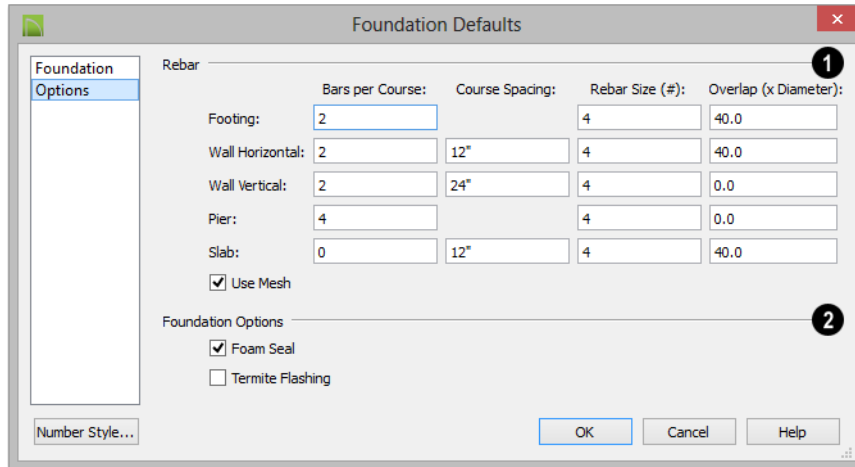 Foundation Defaults
×
Foundation
Options
Rebar
1
Bars per Course: Course Spacing: Rebar Size (#): Overlap (x Diameter):
Footing: 2 4 40.0
Wall Horizontal: 2 12" 4 40.0
Wall Vertical: 2 24" 4 0.0
Pier: 4 4 0.0
Slab: 0 12" 4 40.0
Use Mesh
Foundation Options
2
Foam Seal
Termite Flashing
Number Style... OK Cancel Help